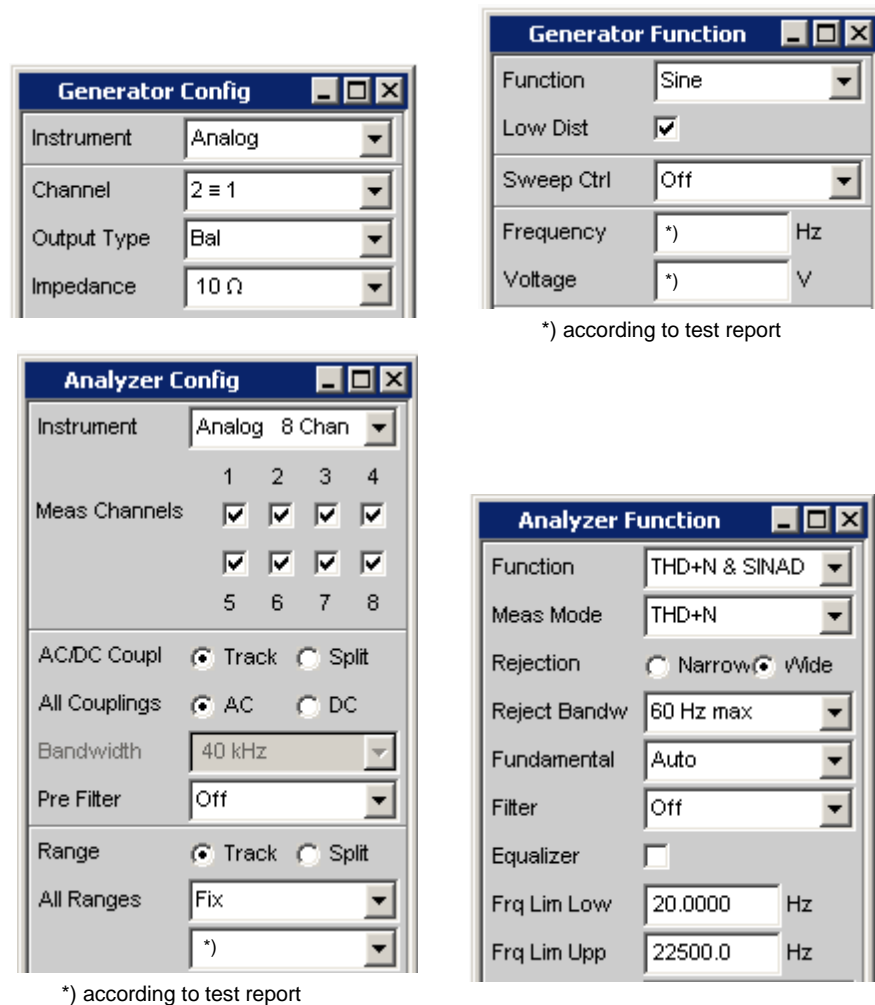 Generator Config
Instrument Analog
Channel 2 ≡ 1
Output Type Bal
Impedance 10 Ω
Generator Function
Function Sine
Low Dist
Sweep Ctrl Off
Frequency *) Hz
Voltage *) V
*) according to test report
Analyzer Config
Instrument Analog 8 Chan
1 2 3 4
Meas Channels
5 6 7 8
AC/DC Coupl Track Split
All Couplings AC DC
Bandwidth 40 kHz
Pre Filter Off
Range Track Split
All Ranges Fix
*)
*) according to test report
Analyzer Function
Function THD+N & SINAD
Meas Mode THD+N
Rejection Narrow Wide
Reject Bandw 60 Hz max
Fundamental Auto
Filter Off
Equalizer
Frq Lim Low 20.0000 Hz
Frq Lim Upp 22500.0 Hz